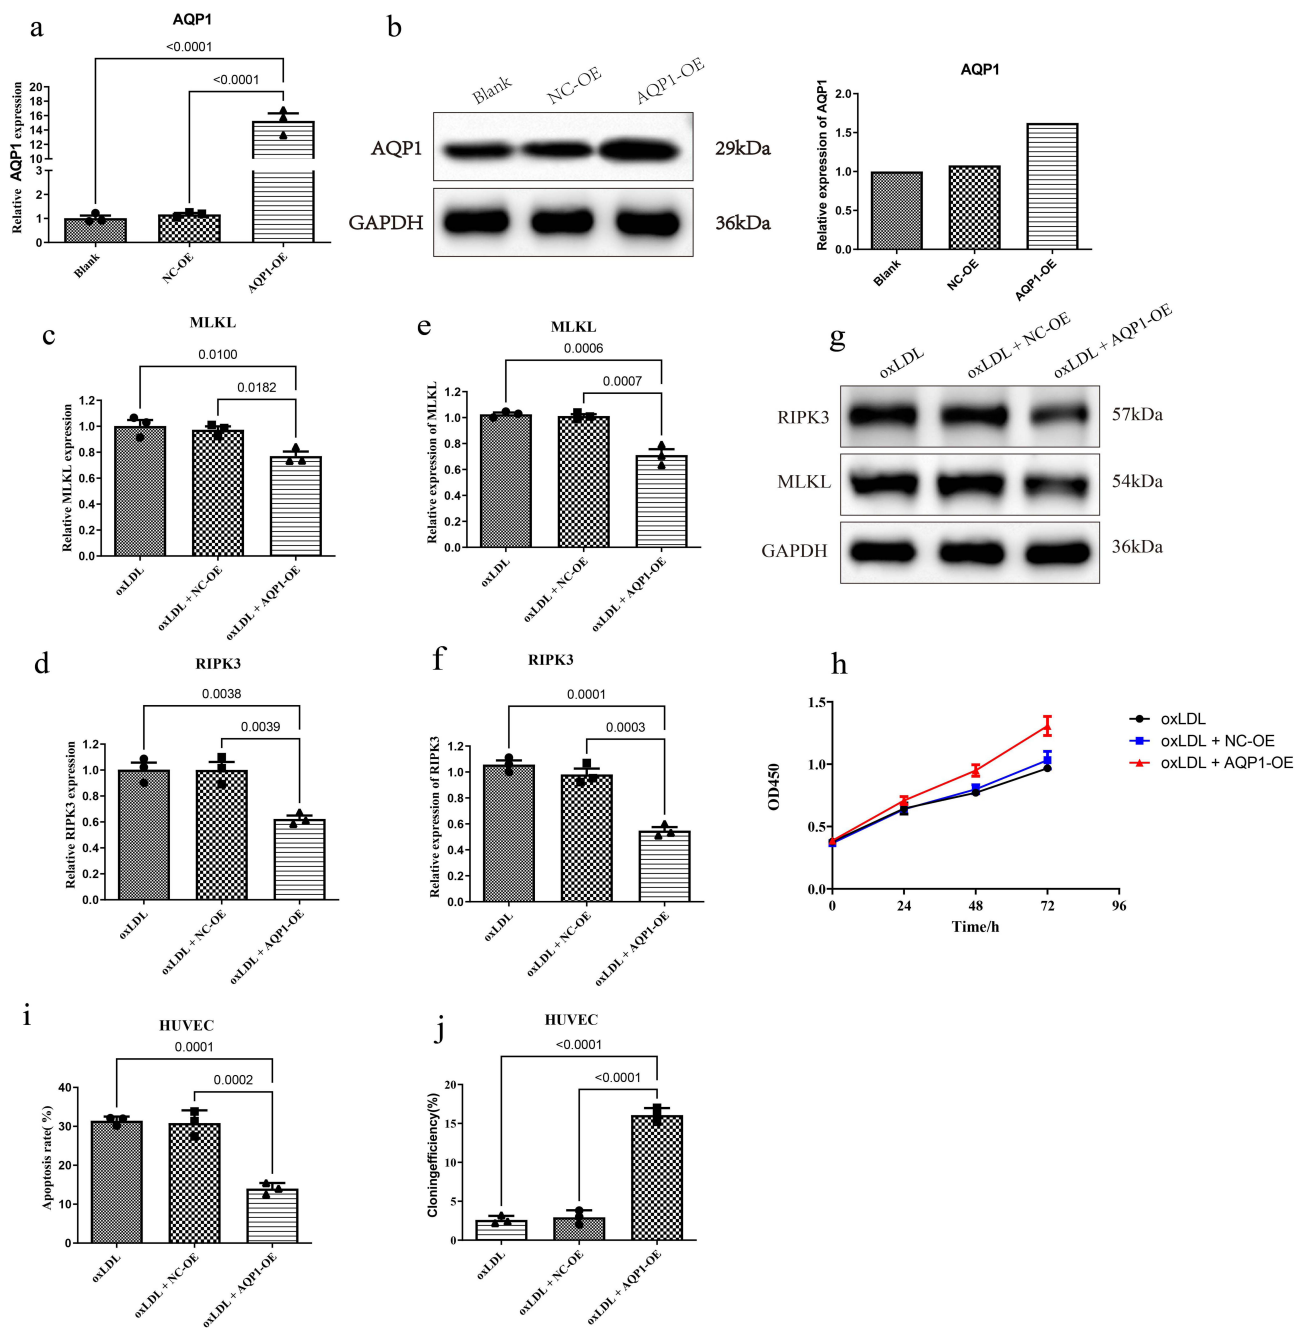 a
AQP1
<0.0001
<0.0001
Relative AQP1 expression
20
18
16
14
12
10
3
2
1
0
Blank
NC-OE
AQP1-OE
b
Blank
NC-OE
AQP1-OE
AQP1
29kDa
GAPDH
36kDa
AQP1
Relative expression of AQP1
2.0
1.5
1.0
0.5
0.0
Blank
NC-OE
AQP1-OE
c
MLKL
0.0100
0.0182
Relative MLKL expression
1.2
1.0
0.8
0.6
0.4
0.2
0.0
oxLDL
oxLDL + NC-OE
oxLDL + AQP1-OE
e
MLKL
0.0006
0.0007
Relative expression of MLKL
1.2
1.0
0.8
0.6
0.4
0.2
0.0
oxLDL
oxLDL + NC-OE
oxLDL + AQP1-OE
g
oxLDL
oxLDL + NC-OE
oxLDL + AQP1-OE
RIPK3
57kDa
MLKL
54kDa
GAPDH
36kDa
d
RIPK3
0.0038
0.0039
Relative RIPK3 expression
1.2
1.0
0.8
0.6
0.4
0.2
0.0
oxLDL
oxLDL + NC-OE
oxLDL + AQP1-OE
f
RIPK3
0.0001
0.0003
Relative expression of RIPK3
1.2
1.0
0.8
0.6
0.4
0.2
0.0
oxLDL
oxLDL + NC-OE
oxLDL + AQP1-OE
h
OD450
1.5
1.0
0.5
0.0
0
24
48
72
96
Time/h
oxLDL
oxLDL + NC-OE
oxLDL + AQP1-OE
i
HUVEC
0.0001
0.0002
Apoptosis rate( %)
40
30
20
10
0
oxLDL
oxLDL + NC-OE
oxLDL + AQP1-OE
j
HUVEC
<0.0001
<0.0001
Cloningefficiency(%)
20
15
10
5
0
oxLDL
oxLDL + NC-OE
oxLDL + AQP1-OE